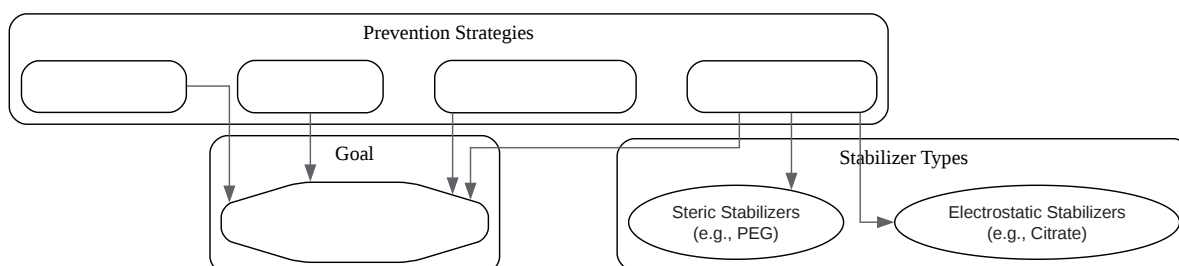 Prevention Strategies
Goal
Stabilizer Types
Steric Stabilizers
(e.g., PEG)
Electrostatic Stabilizers
(e.g., Citrate)